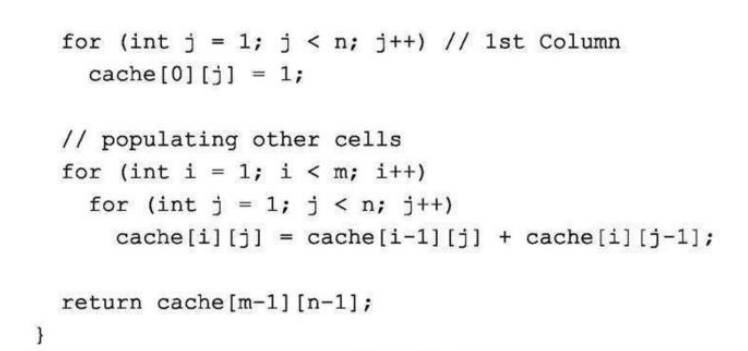 for (int j = 1; j < n; j++) // 1st Column
cache[0][j] = 1;
// populating other cells
for (int i = 1; i < m; i++)
for (int j = 1; j < n; j++)
cache[i][j] = cache[i-1][j] + cache[i][j-1];
return cache[m-1][n-1];
}